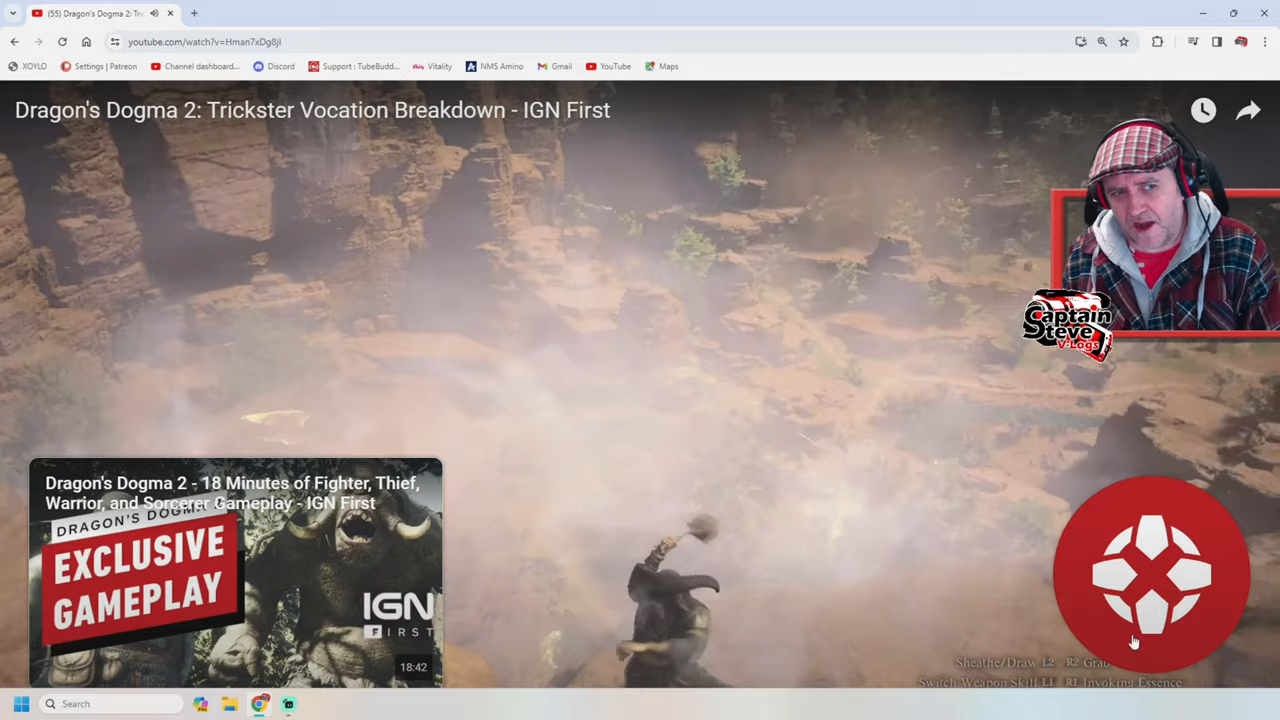 (55) Dragon's Dogma 2: Tric
youtube.com/watch?v=Hman7xDg8jI
XOYLO
Settings | Patreon
Channel dashboard...
Discord
Support : TubeBudd...
Vitality
NMS Amino
Gmail
YouTube
Maps
Dragon's Dogma 2: Trickster Vocation Breakdown - IGN First
Captain
Steve
V-Logs
Dragon's Dogma 2 - 18 Minutes of Fighter, Thief,
Warrior, and Sorcerer Gameplay - IGN First
DRAGON'S DOGMA
EXCLUSIVE
GAMEPLAY
IGN
FIRST
18:42
Sheathe/Draw L2 R2 Grab
Switch Weapon Skill L1 R1 Invoking Essence
Search